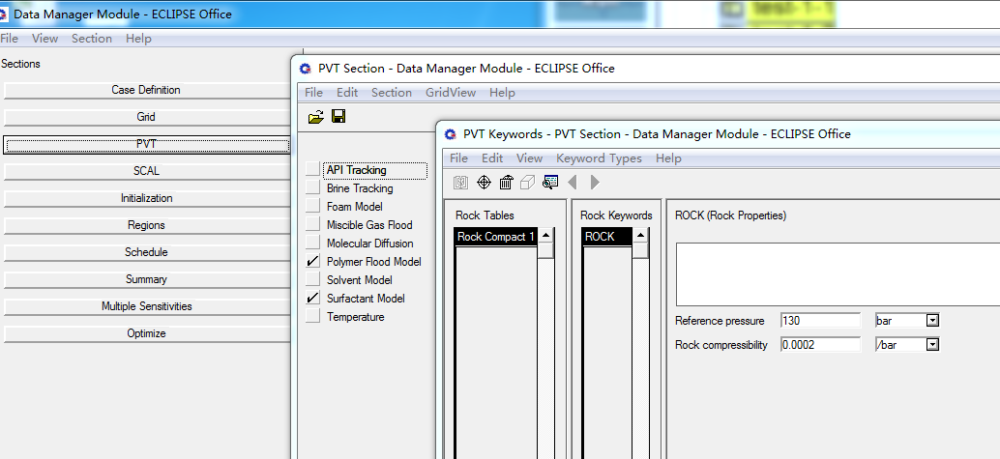 Data Manager Module - ECLIPSE Office
test-1-1
File View Section Help
Sections
Case Definition
Grid
PVT
SCAL
Initialization
Regions
Schedule
Summary
Multiple Sensitivities
Optimize
PVT Section - Data Manager Module - ECLIPSE Office
File Edit Section GridView Help
API Tracking
Brine Tracking
Foam Model
Miscible Gas Flood
Molecular Diffusion
Polymer Flood Model
Solvent Model
Surfactant Model
Temperature
PVT Keywords - PVT Section - Data Manager Module - ECLIPSE Office
File Edit View Keyword Types Help
Rock Tables
Rock Compact 1
Rock Keywords
ROCK
ROCK (Rock Properties)
Reference pressure 130 bar
Rock compressibility 0.0002 /bar